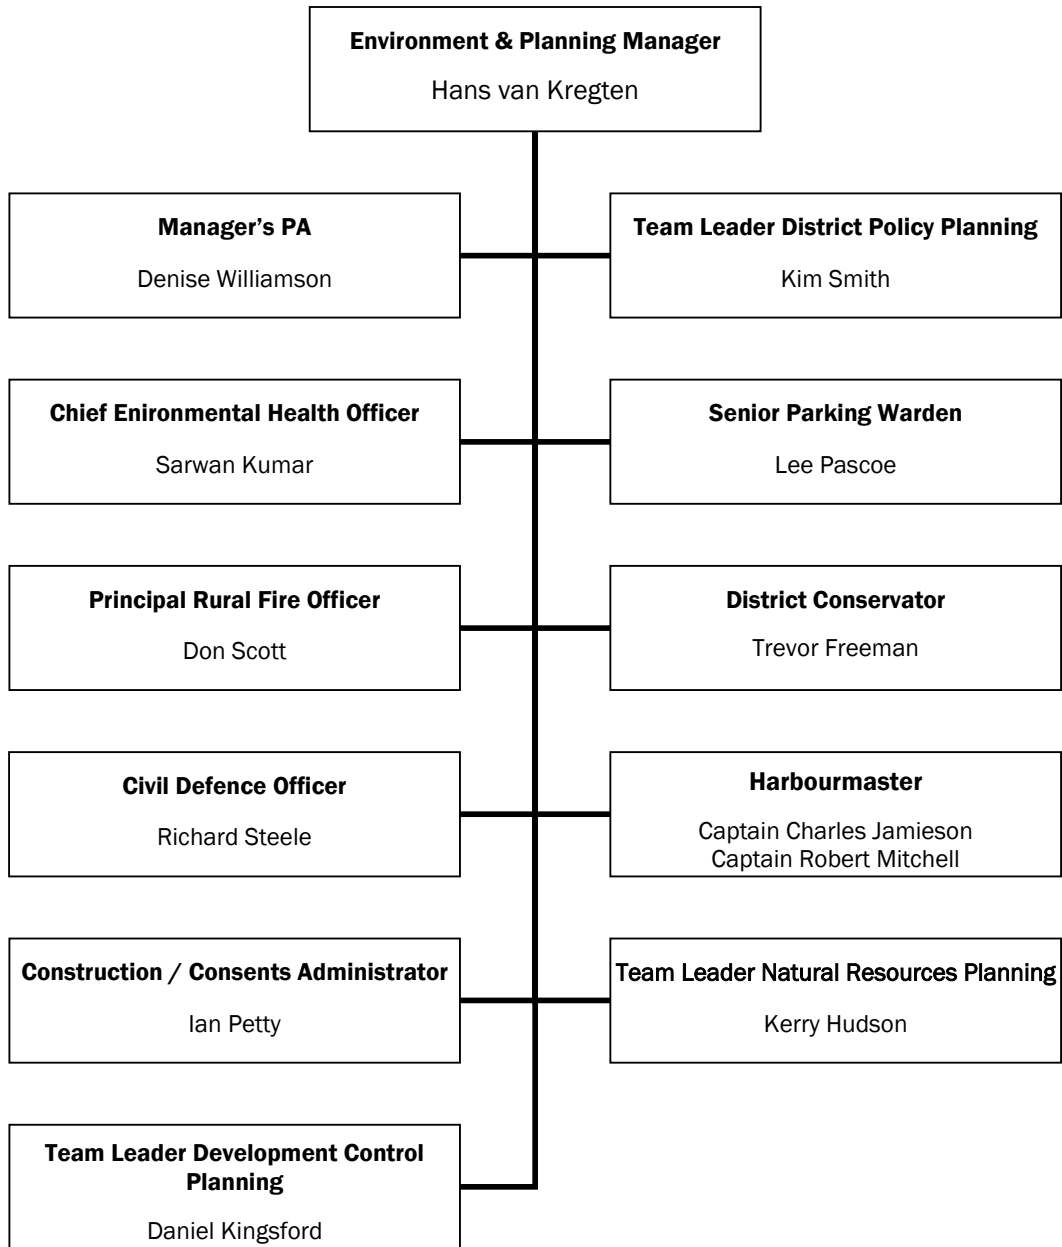 Environment & Planning Manager
Hans van Kregten
Manager's PA
Denise Williamson
Team Leader District Policy Planning
Kim Smith
Chief Enironmental Health Officer
Sarwan Kumar
Senior Parking Warden
Lee Pascoe
Principal Rural Fire Officer
Don Scott
District Conservator
Trevor Freeman
Civil Defence Officer
Richard Steele
Harbourmaster
Captain Charles Jamieson
Captain Robert Mitchell
Construction / Consents Administrator
Ian Petty
Team Leader Natural Resources Planning
Kerry Hudson
Team Leader Development Control
Planning
Daniel Kingsford